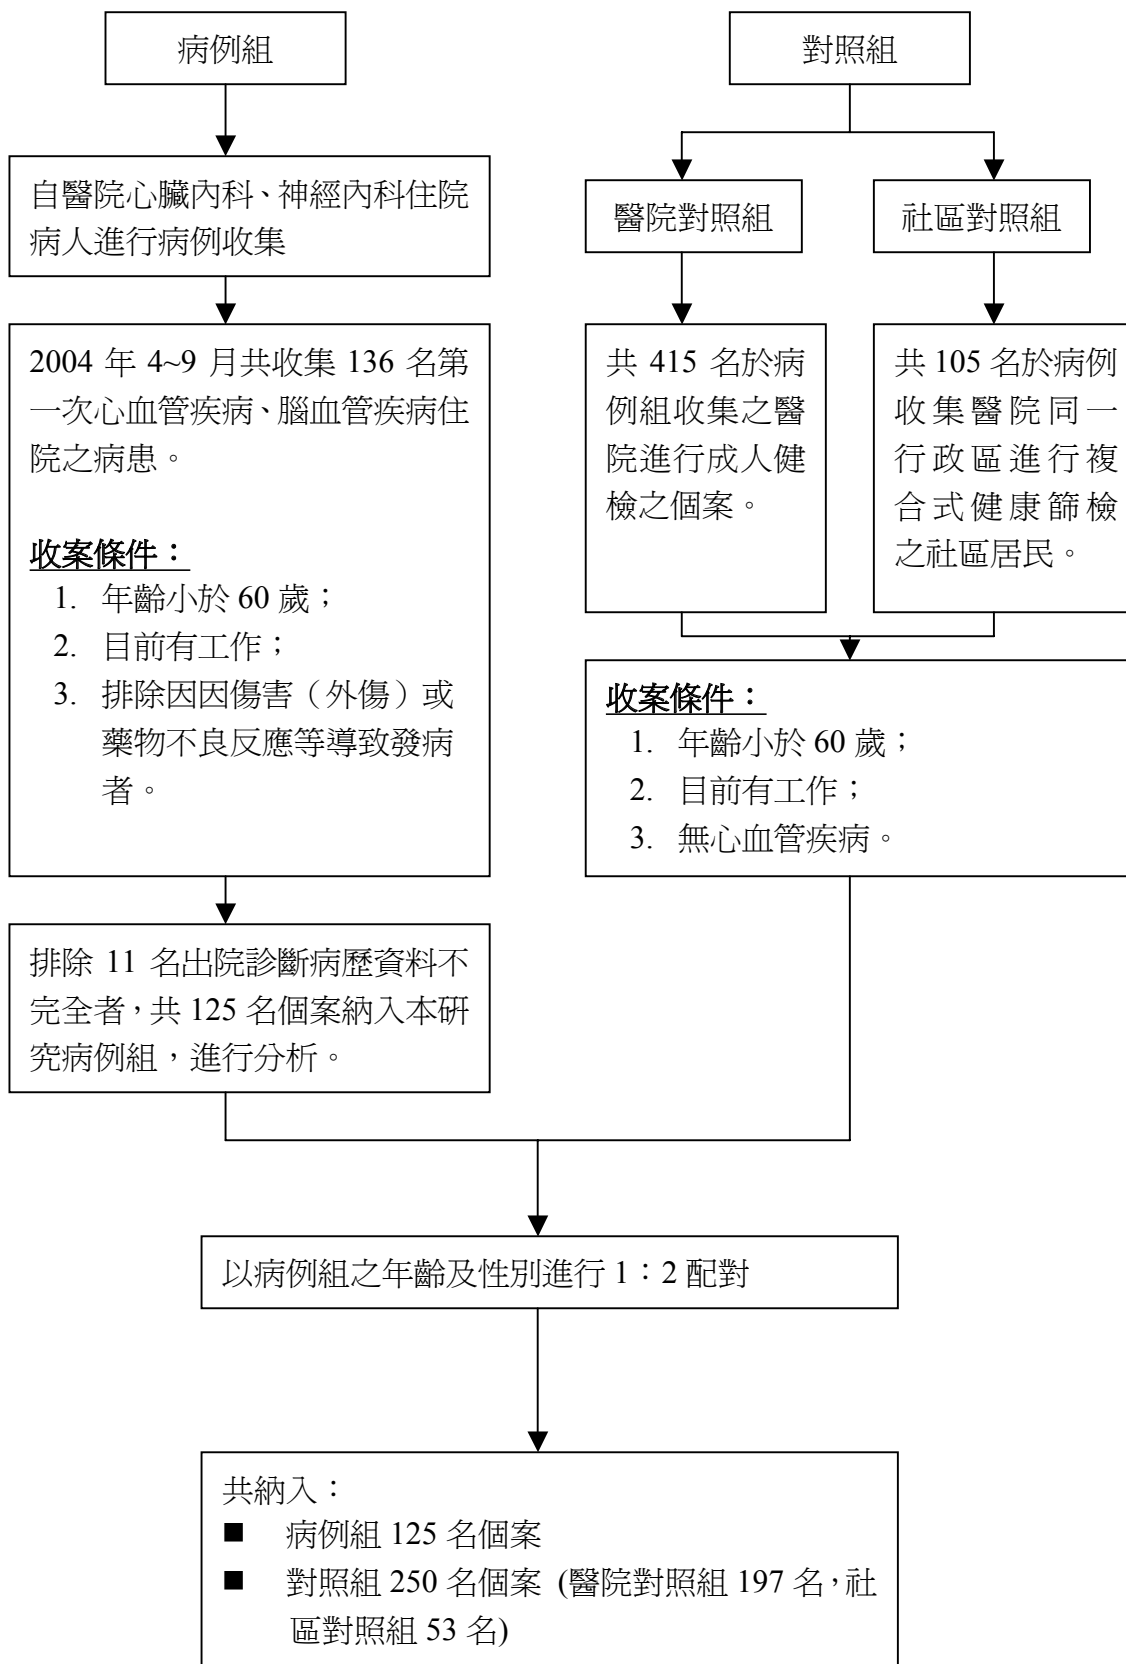 病例組
對照組
自醫院心臟內科、神經內科住院
病人進行病例收集
醫院對照組
社區對照組
2004 年 4~9 月共收集 136 名第
一次心血管疾病、腦血管疾病住
院之病患。
收案條件：
1. 年齡小於 60 歲；
2. 目前有工作；
3. 排除因因傷害（外傷）或
藥物不良反應等導致發病
者。
共 415 名於病
例組收集之醫
院進行成人健
檢之個案。
共 105 名於病例
收集醫院同一
行政區進行複
合式健康篩檢
之社區居民。
收案條件：
1. 年齡小於 60 歲；
2. 目前有工作；
3. 無心血管疾病。
排除 11 名出院診斷病歷資料不
完全者，共 125 名個案納入本研
究病例組，進行分析。
以病例組之年齡及性別進行 1：2 配對
共納入：
■ 病例組 125 名個案
■ 對照組 250 名個案 (醫院對照組 197 名，社
區對照組 53 名)